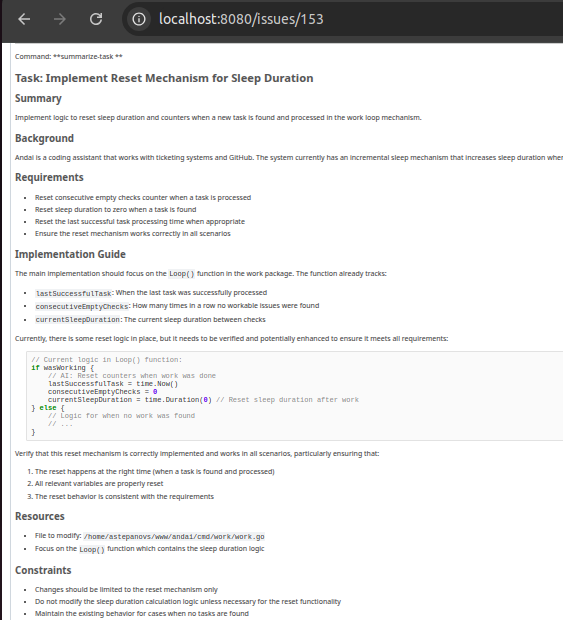 localhost:8080/issues/153
Command: **summarize-task **
Task: Implement Reset Mechanism for Sleep Duration
Summary
Implement logic to reset sleep duration and counters when a new task is found and processed in the work loop mechanism.
Background
Andai is a coding assistant that works with ticketing systems and GitHub. The system currently has an incremental sleep mechanism that increases sleep duration wher
Requirements
• Reset consecutive empty checks counter when a task is processed
• Reset sleep duration to zero when a task is found
• Reset the last successful task processing time when appropriate
• Ensure the reset mechanism works correctly in all scenarios
Implementation Guide
The main implementation should focus on the Loop() function in the work package. The function already tracks:
• lastSuccessfulTask: When the last task was successfully processed
• consecutiveEmptyChecks: How many times in a row no workable issues were found
• currentSleepDuration: The current sleep duration between checks
Currently, there is some reset logic in place, but it needs to be verified and potentially enhanced to ensure it meets all requirements:
// Current logic in Loop() function:
if wasWorking {
// AI: Reset counters when work was done
lastSuccessfulTask = time.Now()
consecutiveEmptyChecks = 0
currentSleepDuration = time.Duration(0) // Reset sleep duration after work
} else {
// Logic for when no work was found
// ...
}
Verify that this reset mechanism is correctly implemented and works in all scenarios, particularly ensuring that:
1. The reset happens at the right time (when a task is found and processed)
2. All relevant variables are properly reset
3. The reset behavior is consistent with the requirements
Resources
• File to modify: /home/astepanovs/www/andai/cmd/work/work.go
• Focus on the Loop() function which contains the sleep duration logic
Constraints
• Changes should be limited to the reset mechanism only
• Do not modify the sleep duration calculation logic unless necessary for the reset functionality
• Maintain the existing behavior for cases when no tasks are found